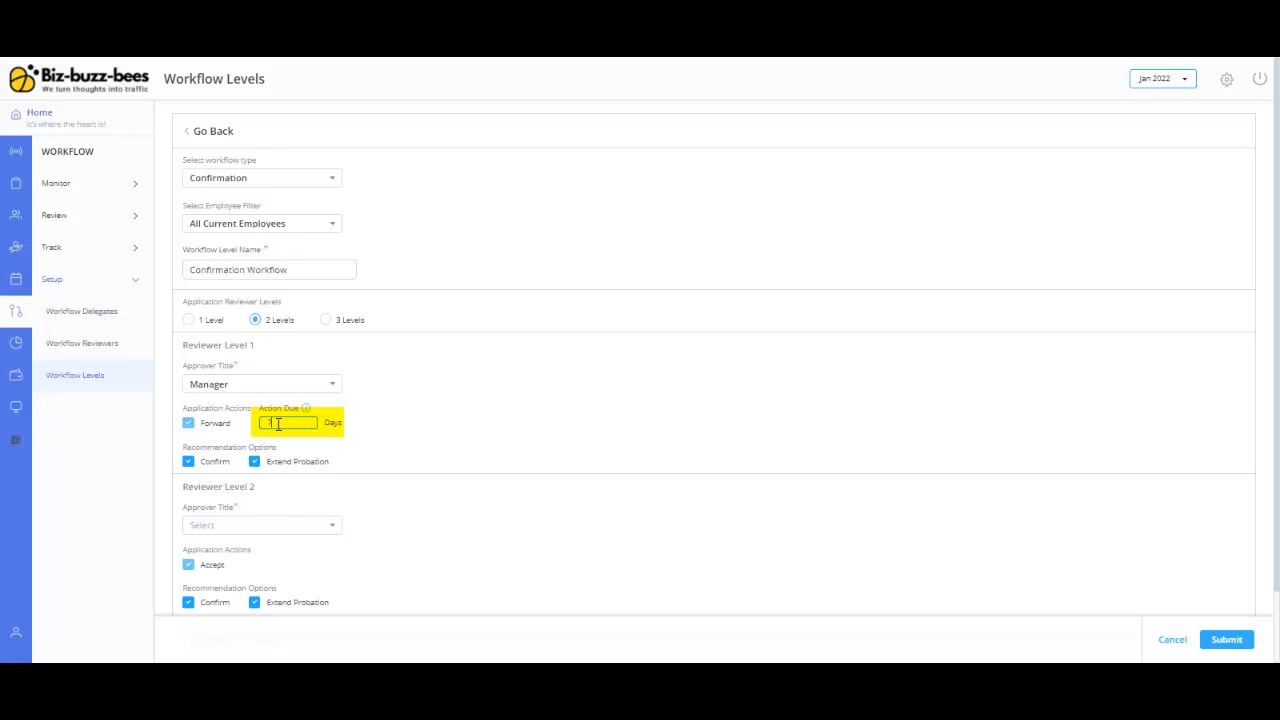 Biz-buzz-bees
We turn thoughts into traffic
Workflow Levels
Jan 2022
Home
it's where the heart is!
WORKFLOW
Monitor
Review
Track
Setup
Workflow Delegates
Workflow Reviewers
Workflow Levels
Go Back
Select workflow type
Confirmation
Select Employee Filter
All Current Employees
Workflow Level Name *
Confirmation Workflow
Application Reviewer Levels
1 Level 2 Levels 3 Levels
Reviewer Level 1
Approver Title*
Manager
Application Actions Action Due
Forward Days
Recommendation Options
Confirm Extend Probation
Reviewer Level 2
Approver Title*
Select
Application Actions
Accept
Recommendation Options
Confirm Extend Probation
Cancel Submit